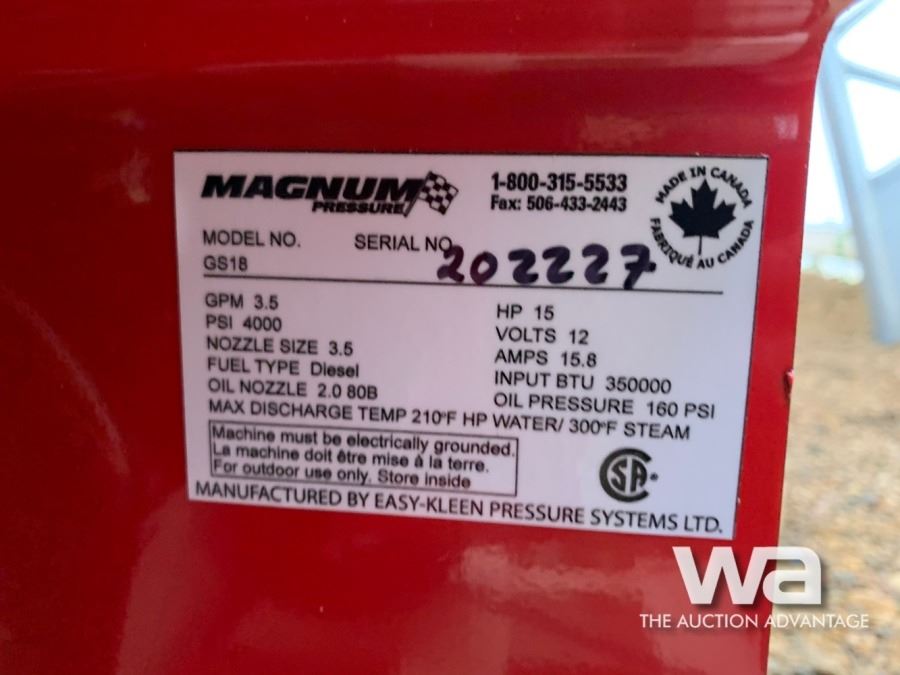 MAGNUM
PRESSURE
1-800-315-5533
Fax: 506-433-2443
MADE IN CANADA
FABRIQUÉ AU CANADA
MODEL NO. SERIAL NO. 202227
GS18
GPM 3.5
PSI 4000
NOZZLE SIZE 3.5
FUEL TYPE Diesel
OIL NOZZLE 2.0 80B
HP 15
VOLTS 12
AMPS 15.8
INPUT BTU 350000
OIL PRESSURE 160 PSI
MAX DISCHARGE TEMP 210°F HP WATER/ 300°F STEAM
Machine must be electrically grounded.
La machine doit être mise à la terre.
For outdoor use only. Store inside
SA
MANUFACTURED BY EASY-KLEEN PRESSURE SYSTEMS LTD.
wa
THE AUCTION ADVANTAGE